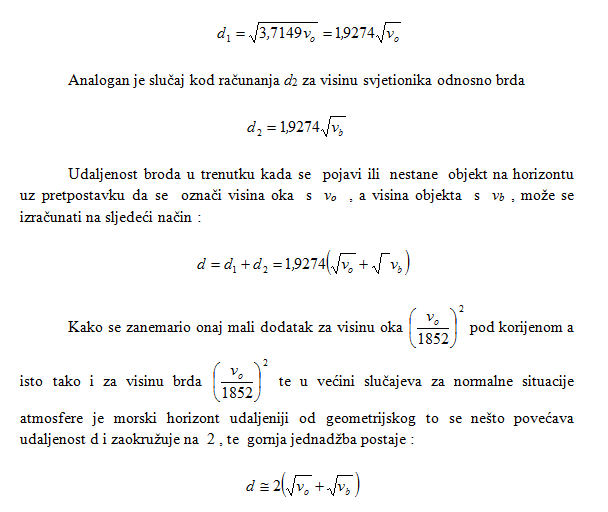 d₁ = √3,7149vₒ = 1,9274√vₒ
Analogan je slučaj kod računanja d₂ za visinu svjetionika odnosno brda
d₂ = 1,9274√v_b
Udaljenost broda u trenutku kada se pojavi ili nestane objekt na horizontu
uz pretpostavku da se označi visina oka s vₒ , a visina objekta s v_b , može se
izračunati na sljedeći način :
d = d₁ + d₂ = 1,9274(√vₒ + √ v_b)
Kako se zanemario onaj mali dodatak za visinu oka (vₒ/1852)² pod korijenom a
isto tako i za visinu brda (vₒ/1852)² te u većini slučajeva za normalne situacije
atmosfere je morski horizont udaljeniji od geometrijskog to se nešto povećava
udaljenost d i zaokružuje na 2 , te gornja jednadžba postaje :
d ≅ 2(√vₒ + √v_b)